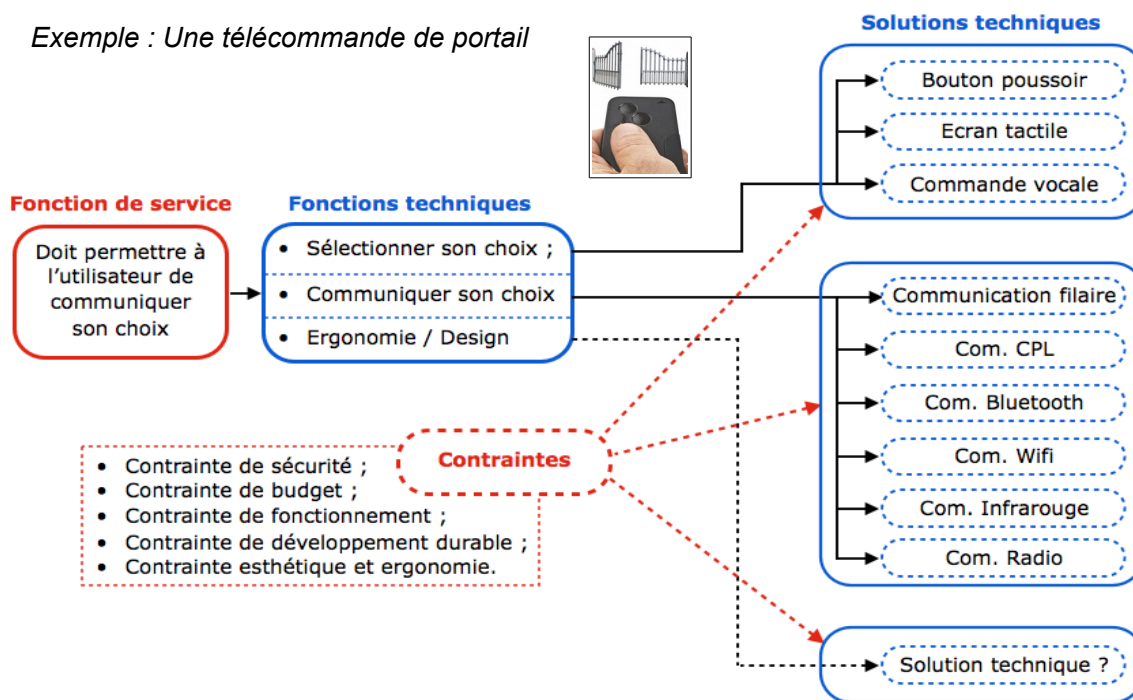 Exemple : Une télécommande de portail
Solutions techniques
Bouton poussoir
Ecran tactile
Commande vocale
Fonction de service
Doit permettre à
l'utilisateur de
communiquer
son choix
Fonctions techniques
• Sélectionner son choix ;
• Communiquer son choix
• Ergonomie / Design
Communication filaire
Com. CPL
Com. Bluetooth
Com. Wifi
Com. Infrarouge
Com. Radio
Contraintes
• Contrainte de sécurité ;
• Contrainte de budget ;
• Contrainte de fonctionnement ;
• Contrainte de développement durable ;
• Contrainte esthétique et ergonomie.
Solution technique ?